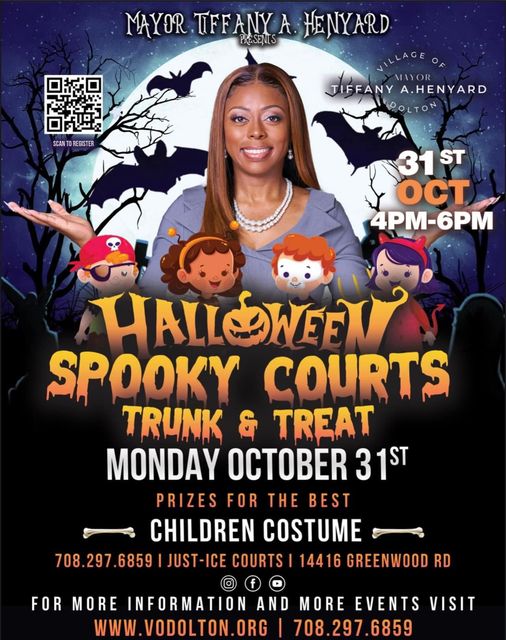 MAYOR TIFFANY A. HENYARD
PRESENTS
SCAN TO REGISTER
VILLAGE OF
MAYOR
TIFFANY A.HENYARD
DOLTON
31ST
OCT
4PM-6PM
HALLOWEEN
SPOOKY COURTS
TRUNK & TREAT
MONDAY OCTOBER 31ST
PRIZES FOR THE BEST
CHILDREN COSTUME
708.297.6859 | JUST-ICE COURTS | 14416 GREENWOOD RD
FOR MORE INFORMATION AND MORE EVENTS VISIT
WWW.VODOLTON.ORG | 708.297.6859